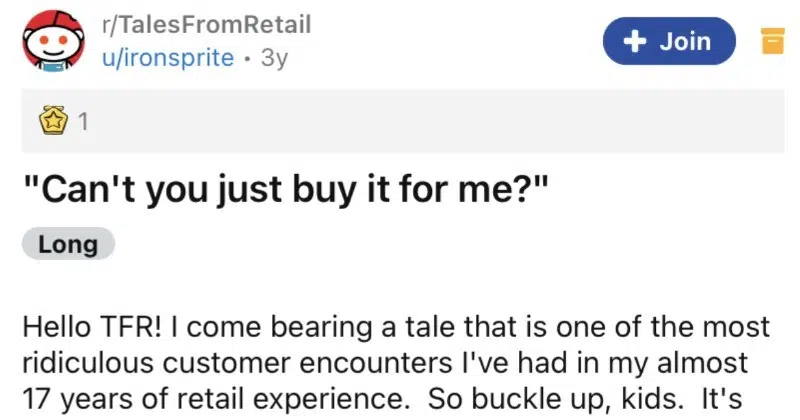 r/TalesFromRetail
u/ironsprite • 3y
+ Join
1
"Can't you just buy it for me?"
Long
Hello TFR! I come bearing a tale that is one of the most
ridiculous customer encounters I've had in my almost
17 years of retail experience.  So buckle up, kids.  It's